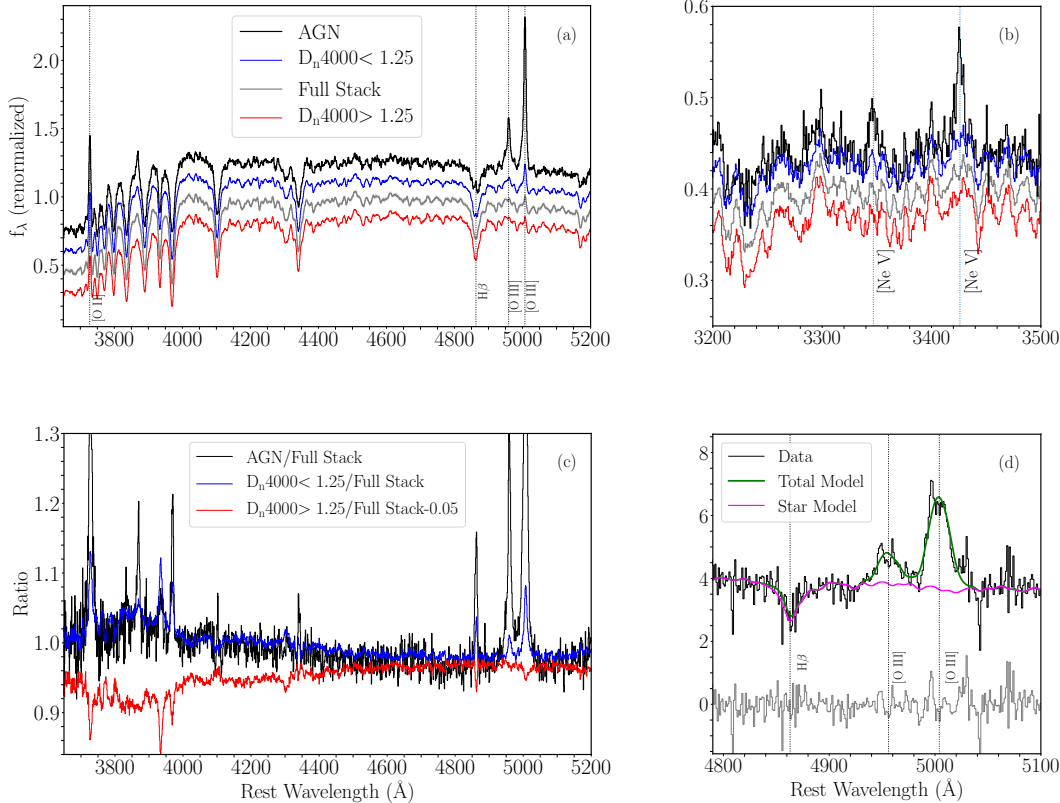 AGN
Dₙ4000< 1.25
Full Stack
Dₙ4000> 1.25
(a)
f_λ (renormalized)
2.0
1.5
1.0
0.5
[O II]
Hβ
[O III]
[O III]
3800 4000 4200 4400 4600 4800 5000 5200
(b)
0.6
0.5
0.4
0.3
[Ne V]
[Ne V]
3200 3300 3400 3500
AGN/Full Stack
Dₙ4000< 1.25/Full Stack
Dₙ4000> 1.25/Full Stack-0.05
(c)
Ratio
1.3
1.2
1.1
1.0
0.9
3800 4000 4200 4400 4600 4800 5000 5200
Rest Wavelength (Å)
Data
Total Model
Star Model
(d)
8
6
4
2
0
Hβ
[O III]
[O III]
4800 4900 5000 5100
Rest Wavelength (Å)